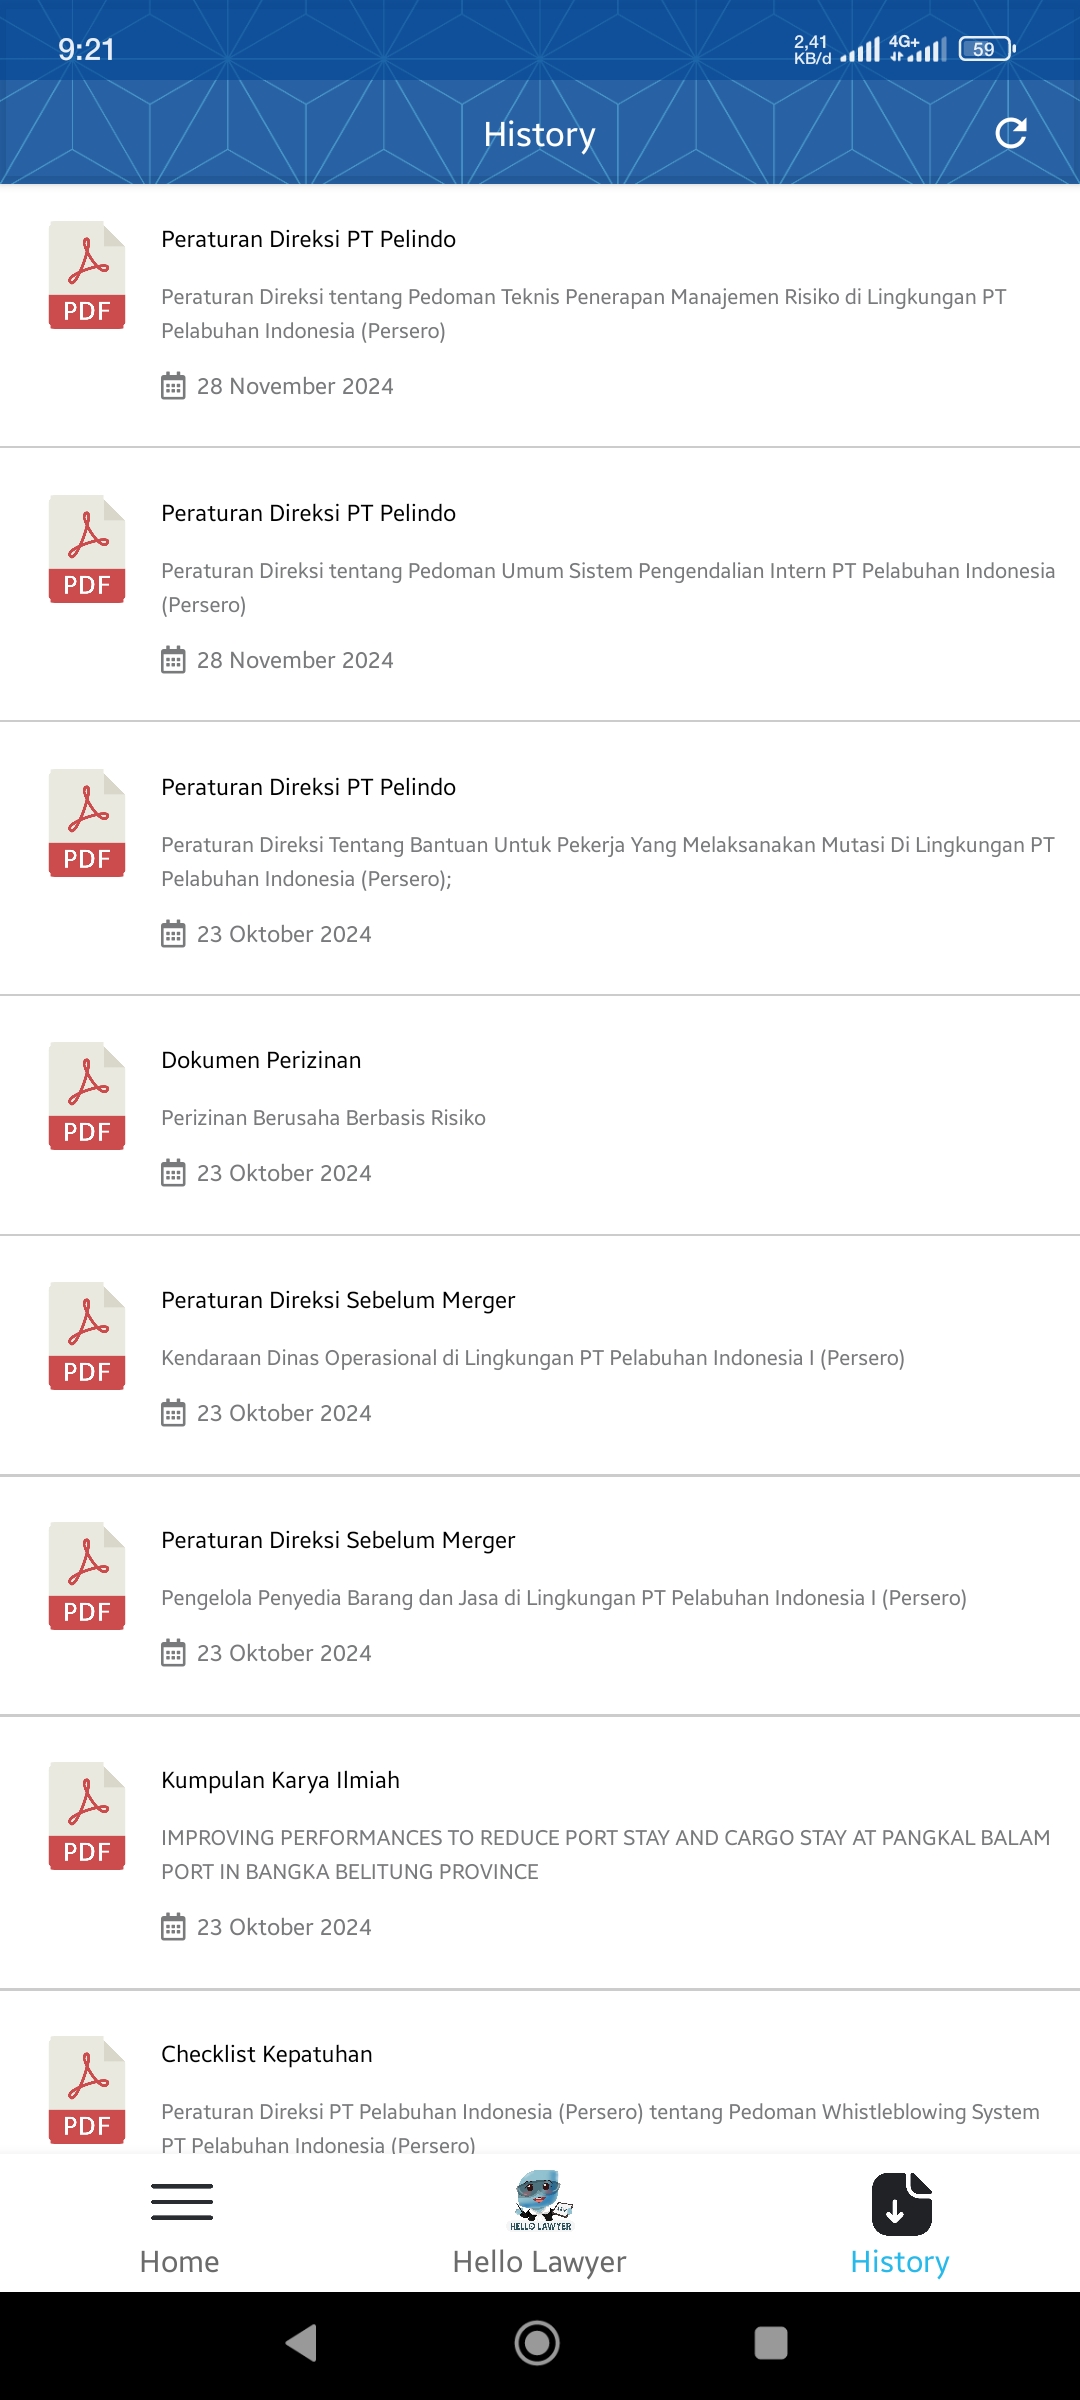 9:21
2,41
KB/d
4G+
59
History
Peraturan Direksi PT Pelindo
Peraturan Direksi tentang Pedoman Teknis Penerapan Manajemen Risiko di Lingkungan PT
Pelabuhan Indonesia (Persero)
28 November 2024
PDF
Peraturan Direksi PT Pelindo
Peraturan Direksi tentang Pedoman Umum Sistem Pengendalian Intern PT Pelabuhan Indonesia
(Persero)
28 November 2024
PDF
Peraturan Direksi PT Pelindo
Peraturan Direksi Tentang Bantuan Untuk Pekerja Yang Melaksanakan Mutasi Di Lingkungan PT
Pelabuhan Indonesia (Persero);
23 Oktober 2024
PDF
Dokumen Perizinan
Perizinan Berusaha Berbasis Risiko
23 Oktober 2024
PDF
Peraturan Direksi Sebelum Merger
Kendaraan Dinas Operasional di Lingkungan PT Pelabuhan Indonesia I (Persero)
23 Oktober 2024
PDF
Peraturan Direksi Sebelum Merger
Pengelola Penyedia Barang dan Jasa di Lingkungan PT Pelabuhan Indonesia I (Persero)
23 Oktober 2024
PDF
Kumpulan Karya Ilmiah
IMPROVING PERFORMANCES TO REDUCE PORT STAY AND CARGO STAY AT PANGKAL BALAM
PORT IN BANGKA BELITUNG PROVINCE
23 Oktober 2024
PDF
Checklist Kepatuhan
Peraturan Direksi PT Pelabuhan Indonesia (Persero) tentang Pedoman Whistleblowing System
PT Pelabuhan Indonesia (Persero)
PDF
HELLO LAWYER
Home
Hello Lawyer
History